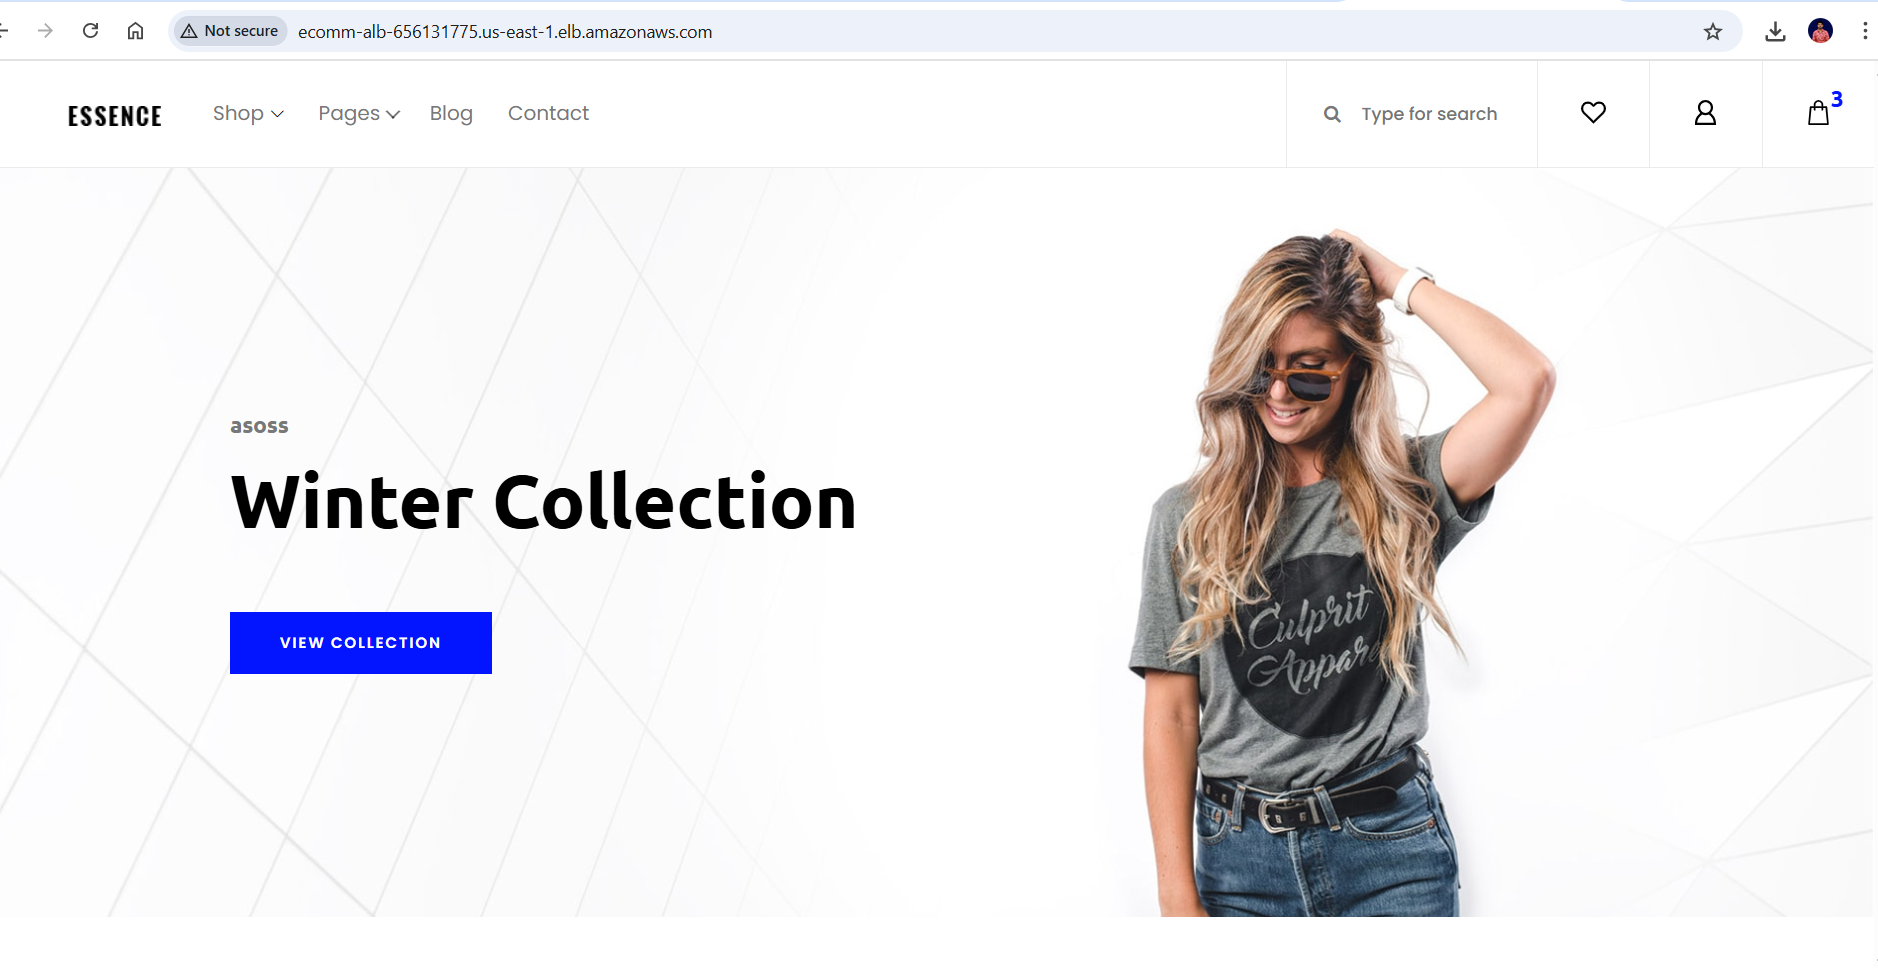 Not secure ecomm-alb-656131775.us-east-1.elb.amazonaws.com
ESSENCE Shop Pages Blog Contact Type for search 3
asoss
Winter Collection
VIEW COLLECTION
Culprit
Appare